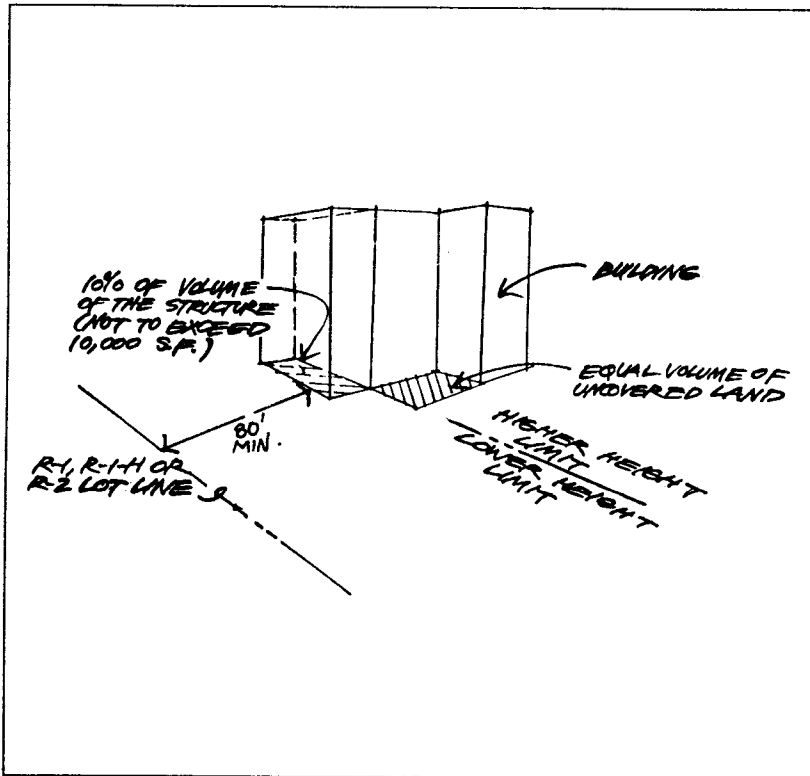 10% OF VOLUME
OF THE STRUCTURE
(NOT TO EXCEED
10,000 S.F.)
BUILDING
EQUAL VOLUME OF
UNCOVERED LAND
80'
MIN.
HIGHER HEIGHT
LIMIT
LOWER HEIGHT
LIMIT
R-1, R-1-H OR
R-2 LOT LINE